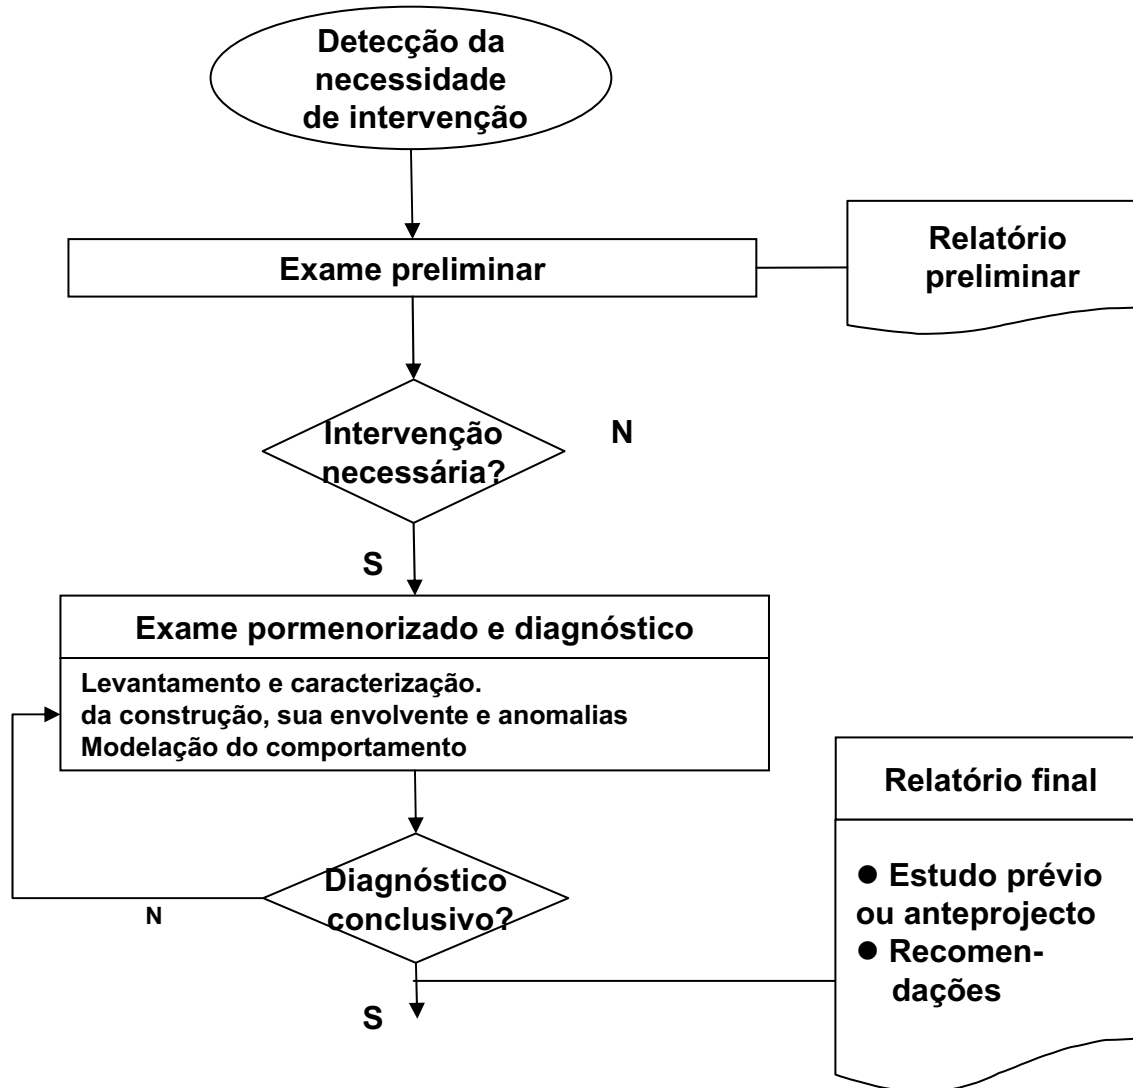 Detecção da
necessidade
de intervenção
Exame preliminar
Relatório
preliminar
Intervenção
necessária?
N
S
Exame pormenorizado e diagnóstico
Levantamento e caracterização.
da construção, sua envolvente e anomalias
Modelação do comportamento
Diagnóstico
conclusivo?
N
S
Relatório final
● Estudo prévio
ou anteprojecto
● Recomen-
dações